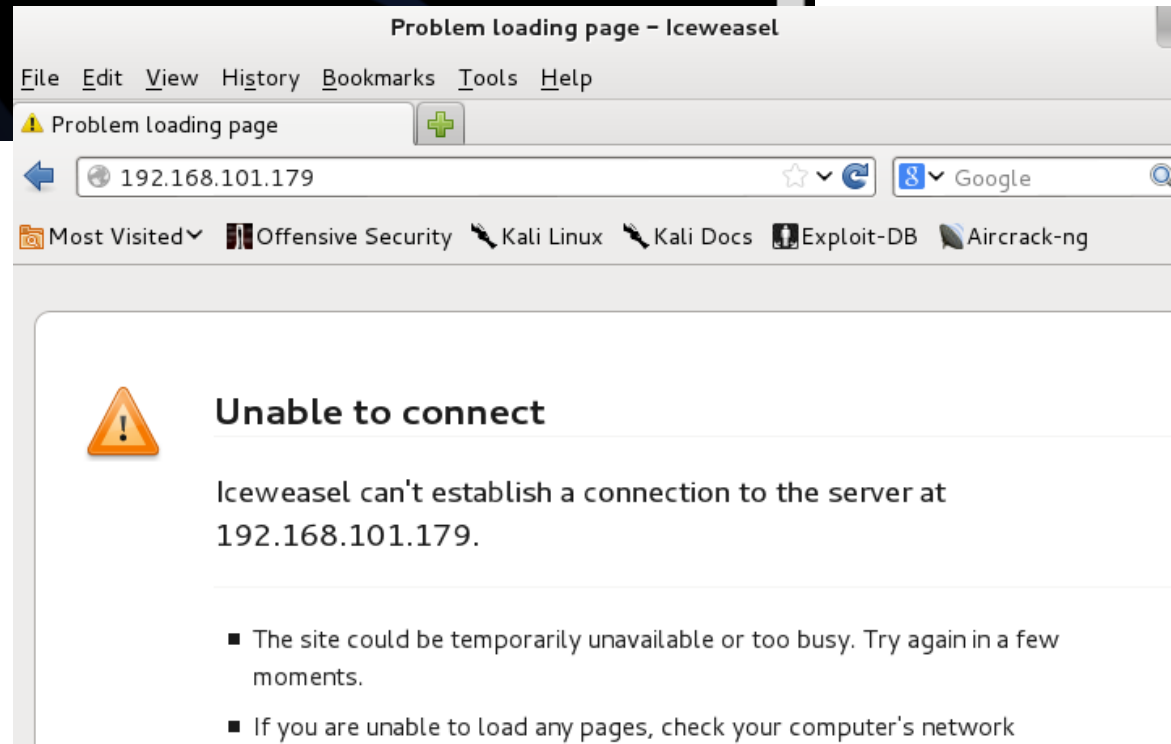 Problem loading page – Iceweasel
File Edit View History Bookmarks Tools Help
Problem loading page
192.168.101.179
8 Google
Most Visited Offensive Security Kali Linux Kali Docs Exploit-DB Aircrack-ng
Unable to connect
Iceweasel can't establish a connection to the server at
192.168.101.179.
The site could be temporarily unavailable or too busy. Try again in a few
moments.
If you are unable to load any pages, check your computer's network